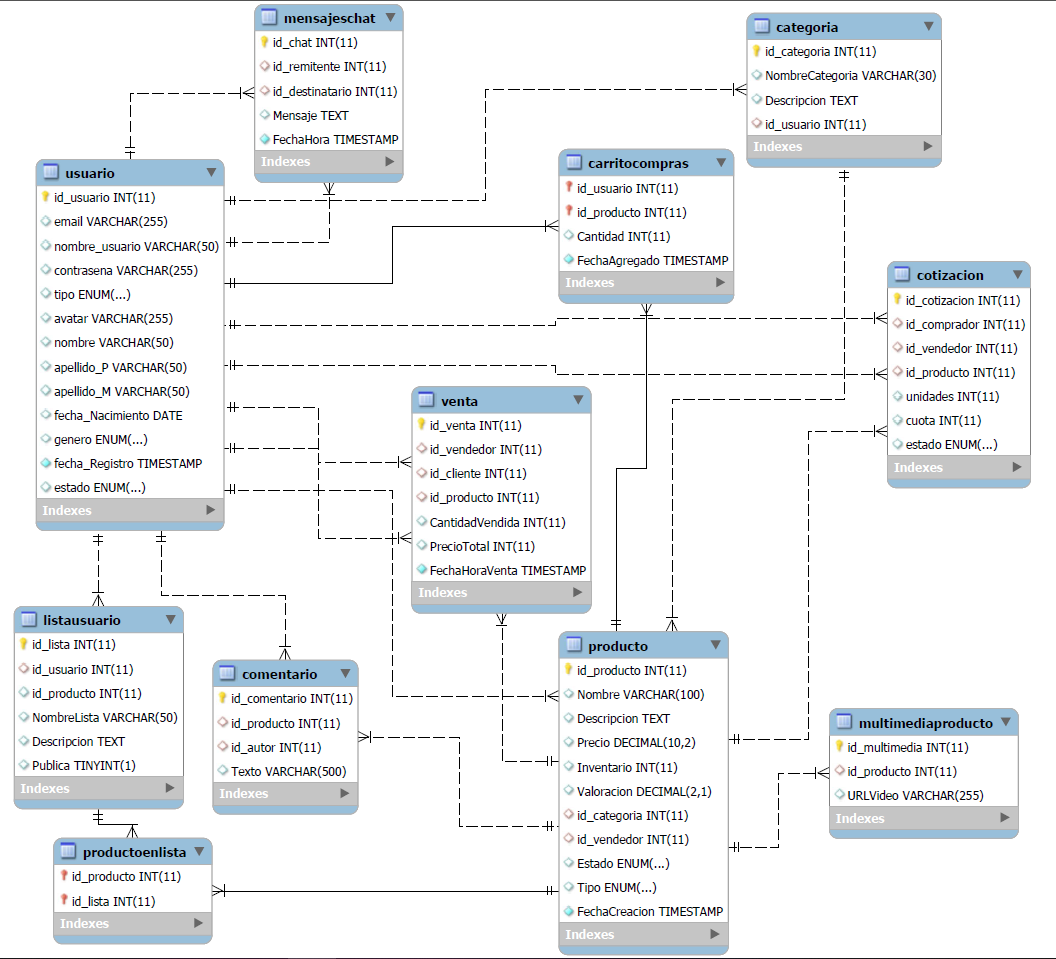 mensajeschat
id_chat INT(11)
id_remitente INT(11)
id_destinatario INT(11)
Mensaje TEXT
FechaHora TIMESTAMP
Indexes
categoria
id_categoria INT(11)
NombreCategoria VARCHAR(30)
Descripcion TEXT
id_usuario INT(11)
Indexes
usuario
id_usuario INT(11)
email VARCHAR(255)
nombre_usuario VARCHAR(50)
contrasena VARCHAR(255)
tipo ENUM(...)
avatar VARCHAR(255)
nombre VARCHAR(50)
apellido_P VARCHAR(50)
apellido_M VARCHAR(50)
fecha_Nacimiento DATE
genero ENUM(...)
fecha_Registro TIMESTAMP
estado ENUM(...)
Indexes
carritocompras
id_usuario INT(11)
id_producto INT(11)
Cantidad INT(11)
FechaAgregado TIMESTAMP
Indexes
cotizacion
id_cotizacion INT(11)
id_comprador INT(11)
id_vendedor INT(11)
id_producto INT(11)
unidades INT(11)
cuota INT(11)
estado ENUM(...)
Indexes
venta
id_venta INT(11)
id_vendedor INT(11)
id_cliente INT(11)
id_producto INT(11)
CantidadVendida INT(11)
PrecioTotal INT(11)
FechaHoraVenta TIMESTAMP
Indexes
listausuario
id_lista INT(11)
id_usuario INT(11)
id_producto INT(11)
NombreLista VARCHAR(50)
Descripcion TEXT
Publica TINYINT(1)
Indexes
comentario
id_comentario INT(11)
id_producto INT(11)
id_autor INT(11)
Texto VARCHAR(500)
Indexes
producto
id_producto INT(11)
Nombre VARCHAR(100)
Descripcion TEXT
Precio DECIMAL(10,2)
Inventario INT(11)
Valoracion DECIMAL(2,1)
id_categoria INT(11)
id_vendedor INT(11)
Estado ENUM(...)
Tipo ENUM(...)
FechaCreacion TIMESTAMP
Indexes
multimediaproducto
id_multimedia INT(11)
id_producto INT(11)
URLVideo VARCHAR(255)
Indexes
productoenlista
id_producto INT(11)
id_lista INT(11)
Indexes